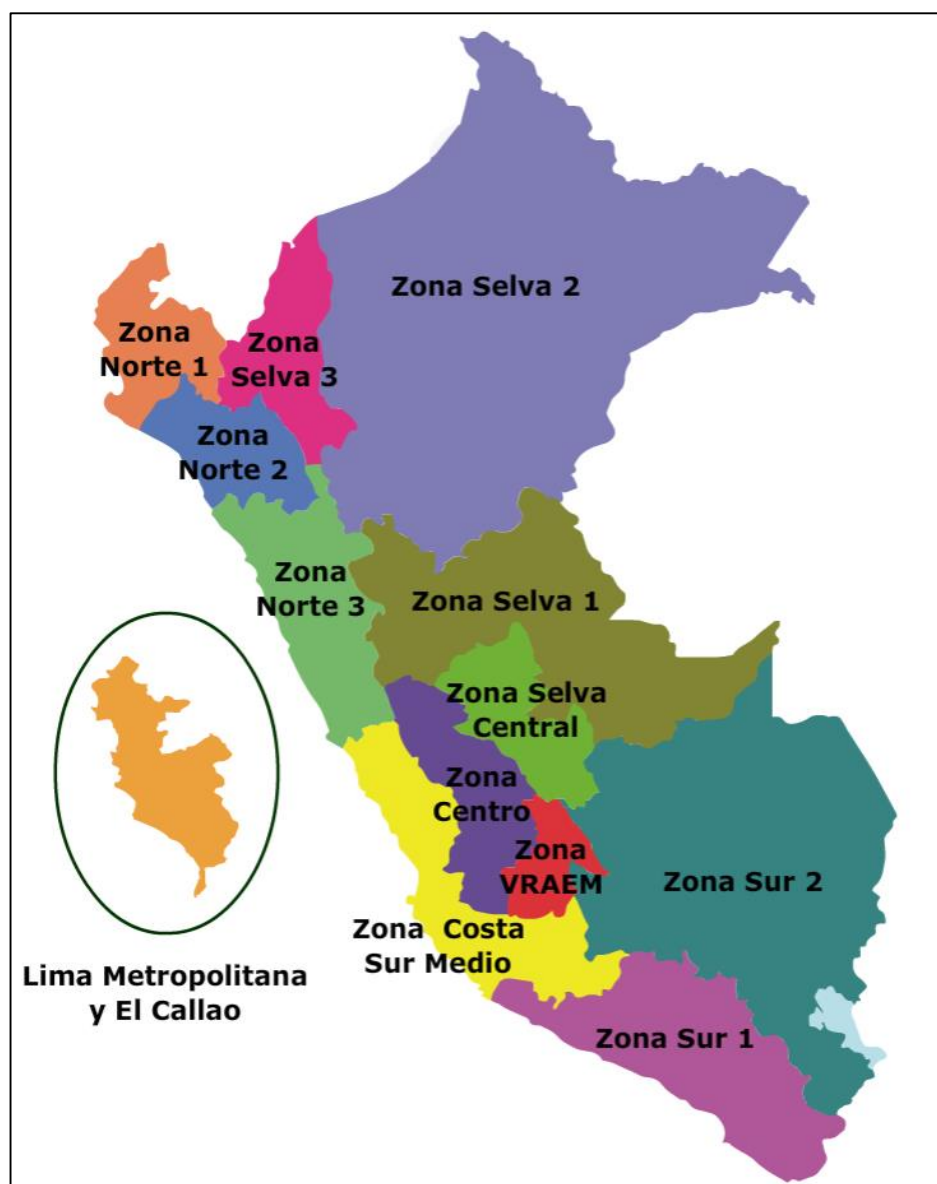 Zona Selva 2
Zona
Norte 1
Zona
Selva 3
Zona
Norte 2
Zona
Norte 3
Zona Selva 1
Zona Selva
Central
Zona
Centro
Zona
VRAEM
Zona Sur 2
Zona Costa
Sur Medio
Lima Metropolitana
y El Callao
Zona Sur 1